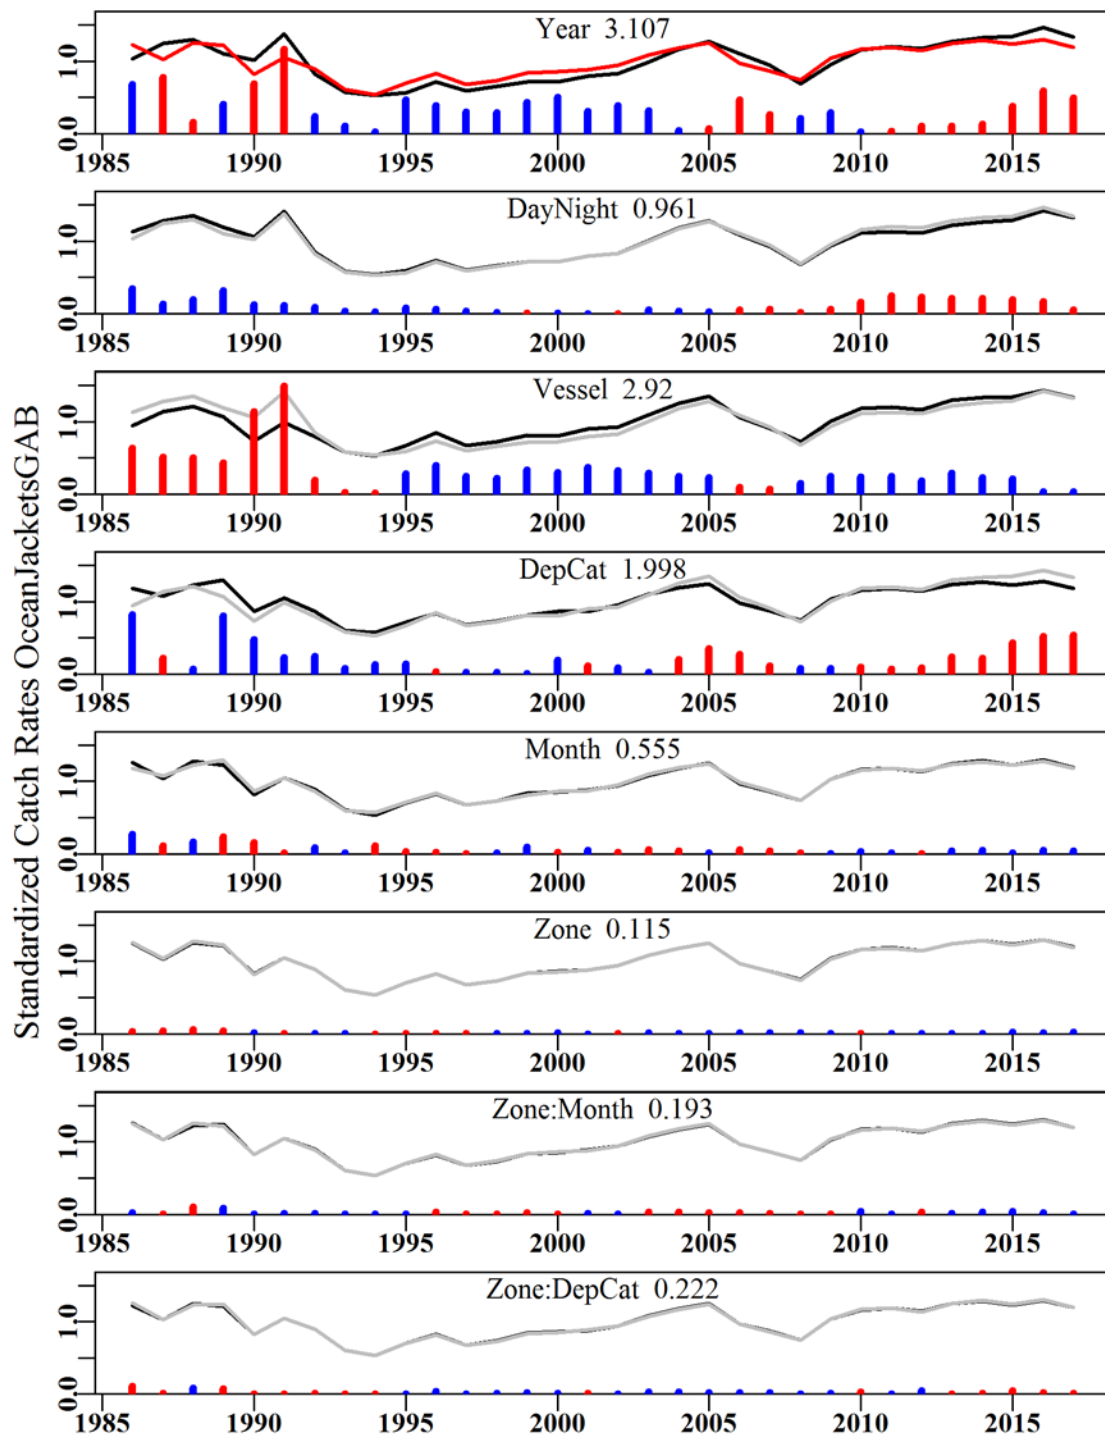 Standardized Catch Rates OceanJacketsGAB
Year 3.107
0.0 1.0
1985 1990 1995 2000 2005 2010 2015
DayNight 0.961
0.0 1.0
1985 1990 1995 2000 2005 2010 2015
Vessel 2.92
0.0 1.0
1985 1990 1995 2000 2005 2010 2015
DepCat 1.998
0.0 1.0
1985 1990 1995 2000 2005 2010 2015
Month 0.555
0.0 1.0
1985 1990 1995 2000 2005 2010 2015
Zone 0.115
0.0 1.0
1985 1990 1995 2000 2005 2010 2015
Zone:Month 0.193
0.0 1.0
1985 1990 1995 2000 2005 2010 2015
Zone:DepCat 0.222
0.0 1.0
1985 1990 1995 2000 2005 2010 2015